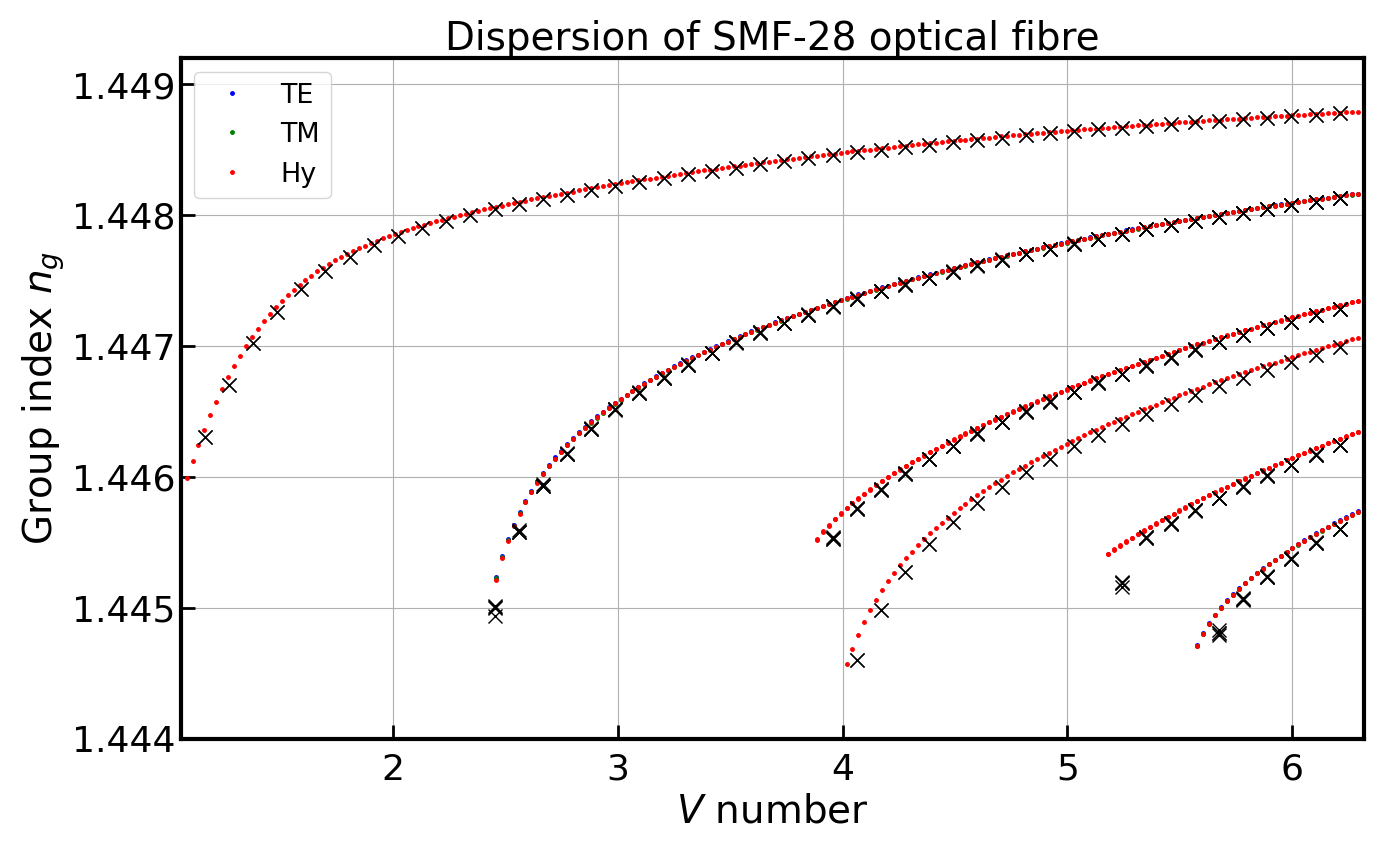 Dispersion of SMF-28 optical fibre
TE
TM
Hy
1.449
1.448
1.447
1.446
1.445
1.444
Group index n_g
2 3 4 5 6
V number